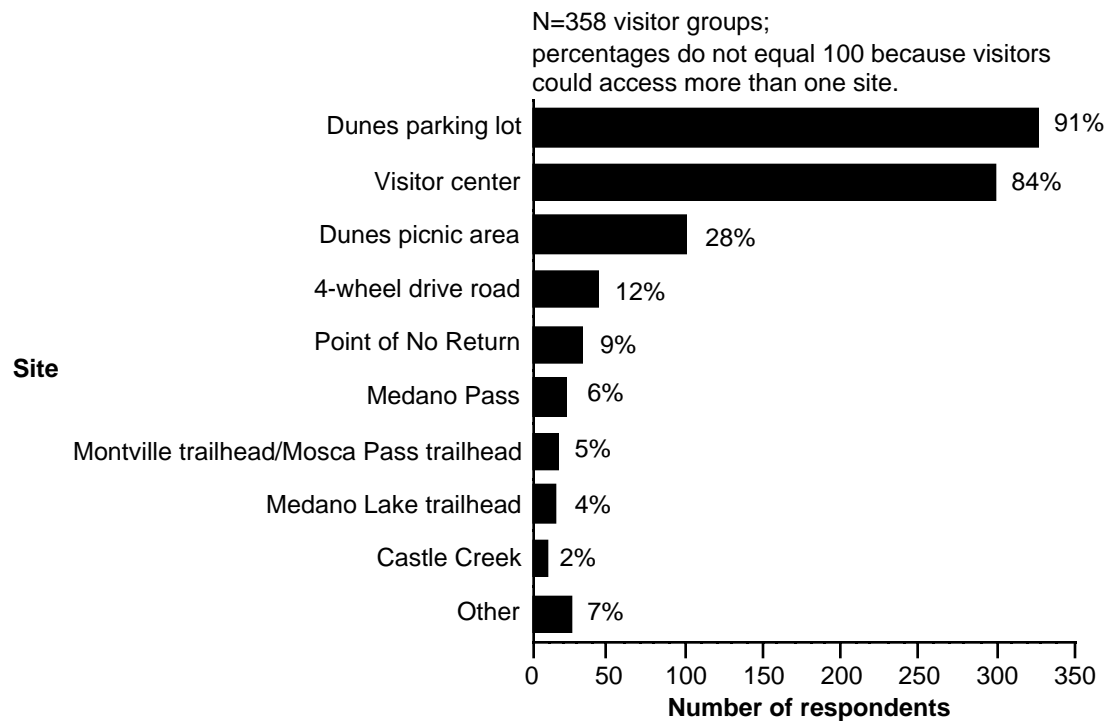 N=358 visitor groups;
percentages do not equal 100 because visitors
could access more than one site.
Dunes parking lot 91%
Visitor center 84%
Dunes picnic area 28%
4-wheel drive road 12%
Point of No Return 9%
Site
Medano Pass 6%
Montville trailhead/Mosca Pass trailhead 5%
Medano Lake trailhead 4%
Castle Creek 2%
Other 7%
0 50 100 150 200 250 300 350
Number of respondents